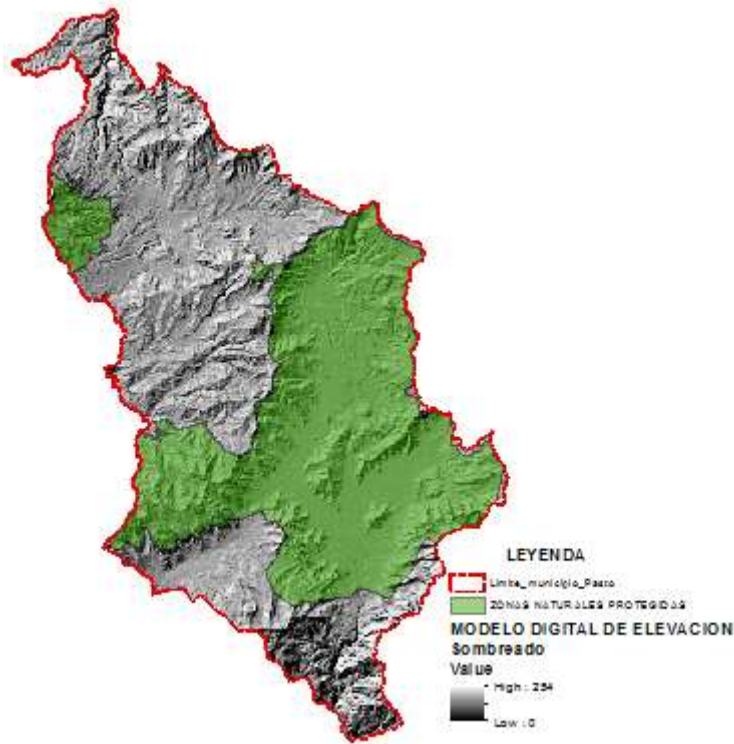 LEYENDA
Limite_municipio_Pasto
ZONAS NATURALES PROTEGIDAS
MODELO DIGITAL DE ELEVACION
Sombreado
Value
High : 254
Low : 0